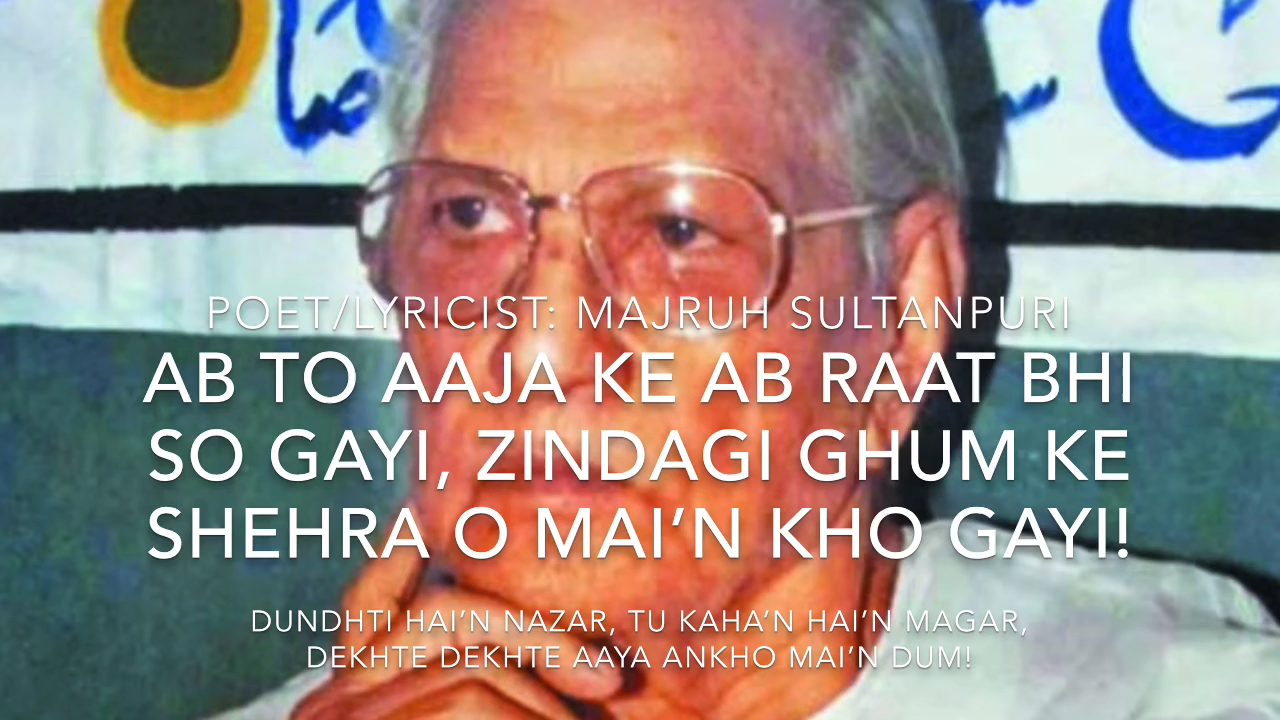 POET/LYRICIST: MAJRUH SULTANPURI
AB TO AAJA KE AB RAAT BHI
SO GAYI, ZINDAGI GHUM KE
SHEHRA O MAI’N KHO GAYI!
DUNDHTI HAI’N NAZAR, TU KAHA’N HAI’N MAGAR,
DEKHTE DEKHTE AAYA ANKHO MAI’N DUM!